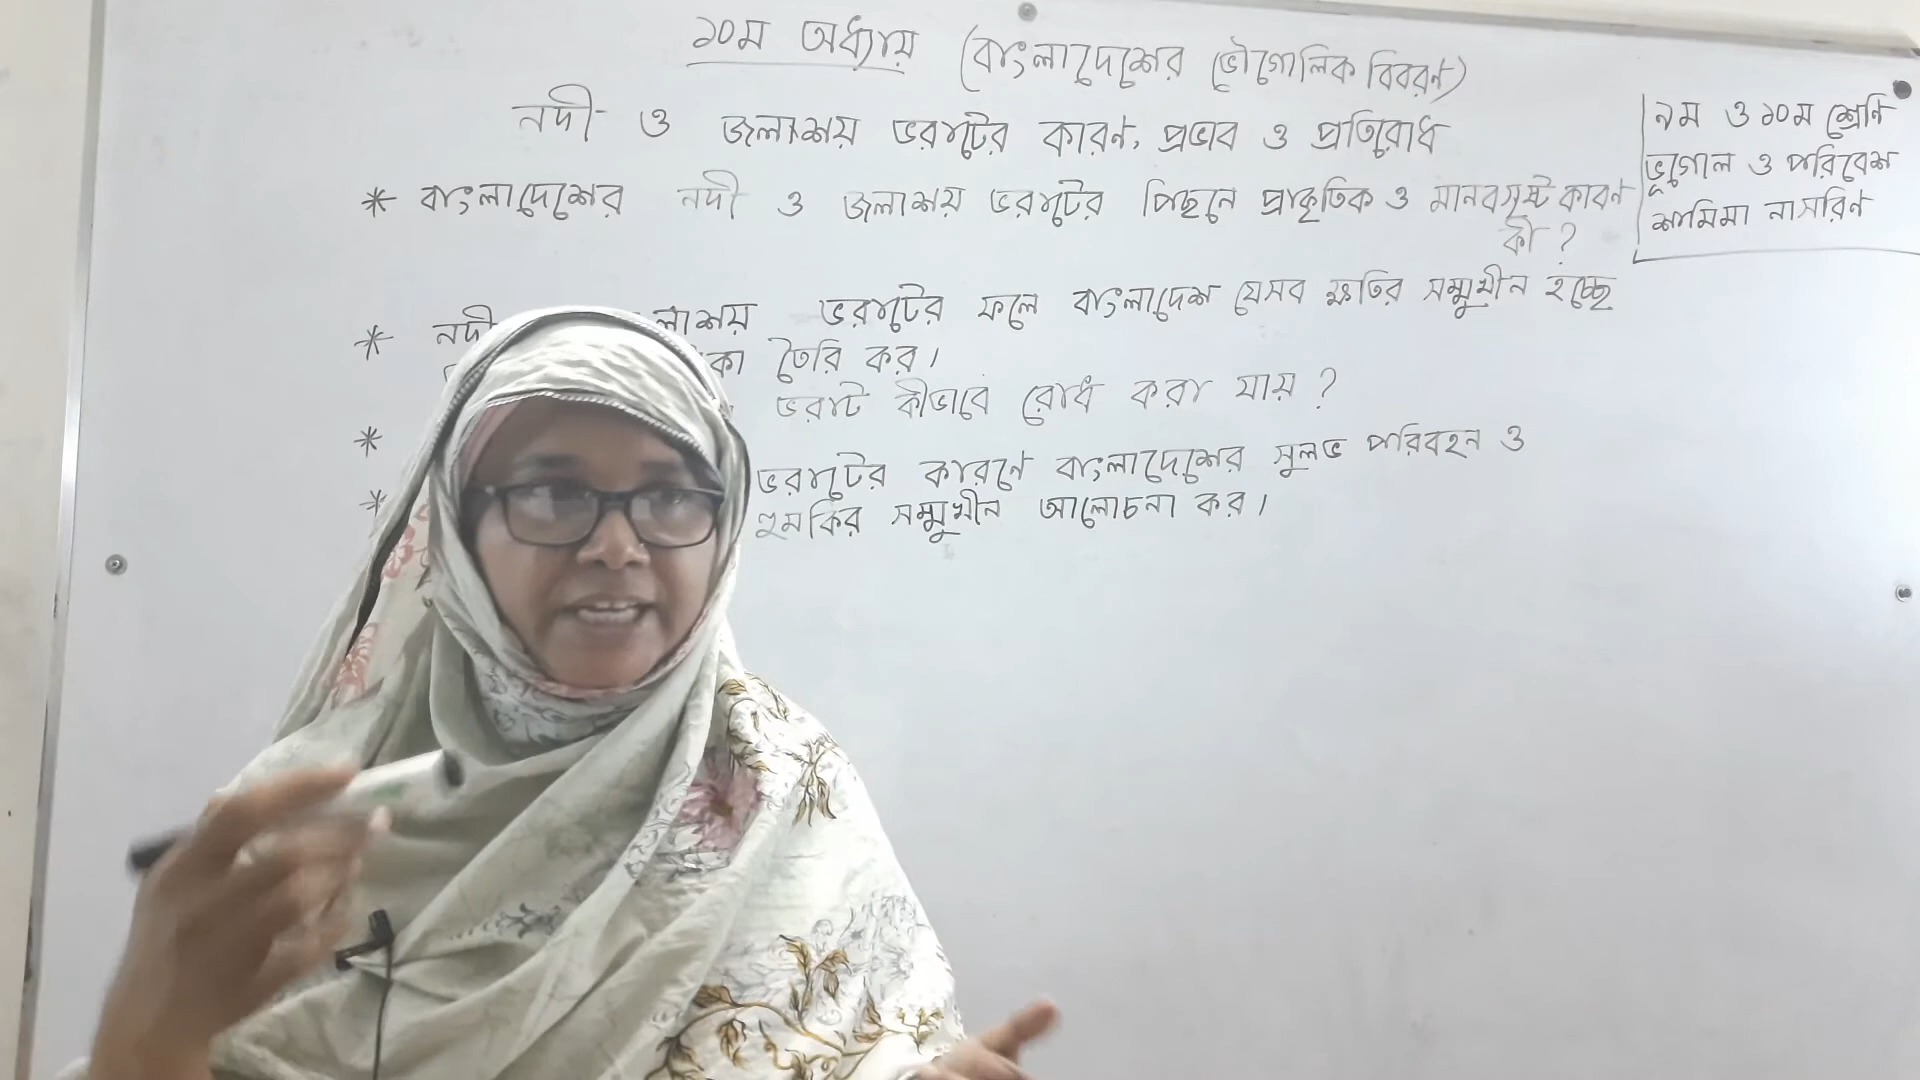 ১০ম অধ্যায় (বাংলাদেশের ভৌগোলিক বিবরণ)
নদী ও জলাশয় ভরাটের কারণ, প্রভাব ও প্রতিরোধ
* বাংলাদেশের নদী ও জলাশয় ভরাটের পিছনে প্রাকৃতিক ও মানবসৃষ্ট কারণ
কী ?
* নদী লাশয় ভরাটের ফলে বাংলাদেশ যেসব ক্ষতির সম্মুখীন হচ্ছে
কা তৈরি কর।
* ভরাট কীভাবে রোধ করা যায় ?
* ভরাটের কারণে বাংলাদেশের সুলভ পরিবহন ও
হুমকির সম্মুখীন আলোচনা কর।
৯ম ও ১০ম শ্রেণি
ভূগোল ও পরিবেশ
শামিমা নাসরিণ